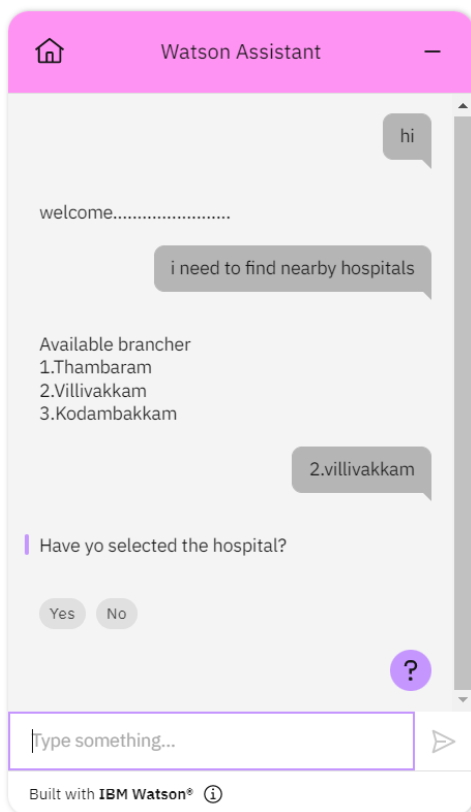 Watson Assistant
hi
welcome........................
i need to find nearby hospitals
Available brancher
1.Thambaram
2.Villivakkam
3.Kodambakkam
2.villivakkam
Have yo selected the hospital?
Yes No
?
Type something...
Built with IBM Watson®